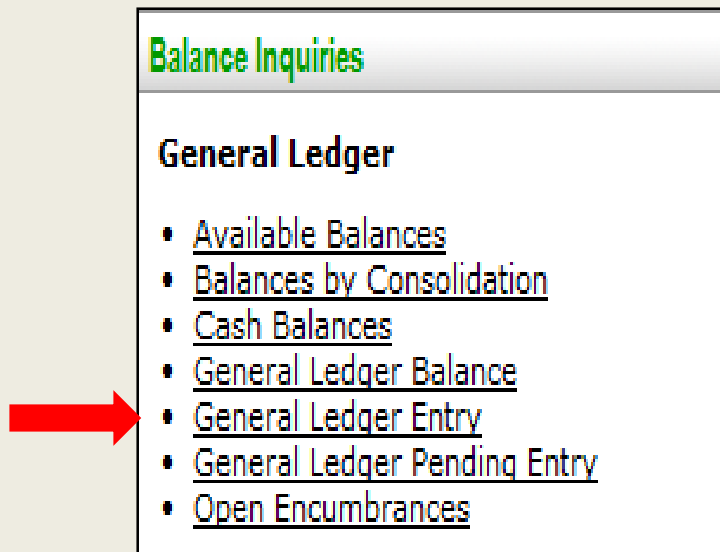 Balance Inquiries
General Ledger
• Available Balances
• Balances by Consolidation
• Cash Balances
• General Ledger Balance
• General Ledger Entry
• General Ledger Pending Entry
• Open Encumbrances